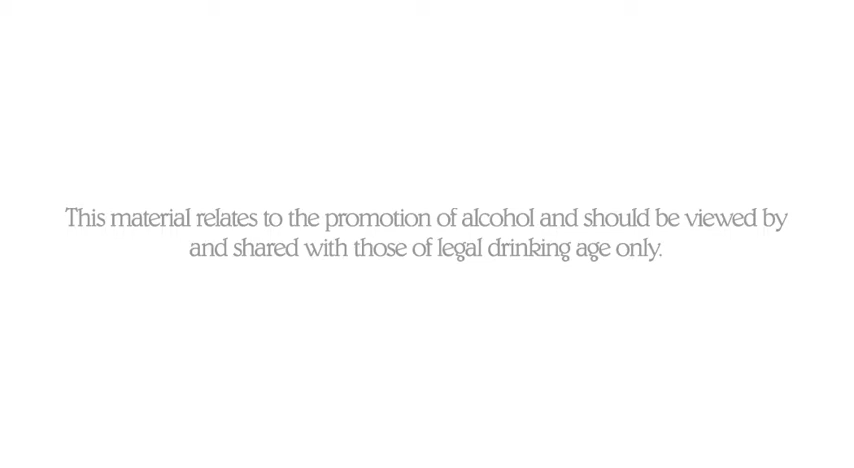 This material relates to the promotion of alcohol and should be viewed by
and shared with those of legal drinking age only.